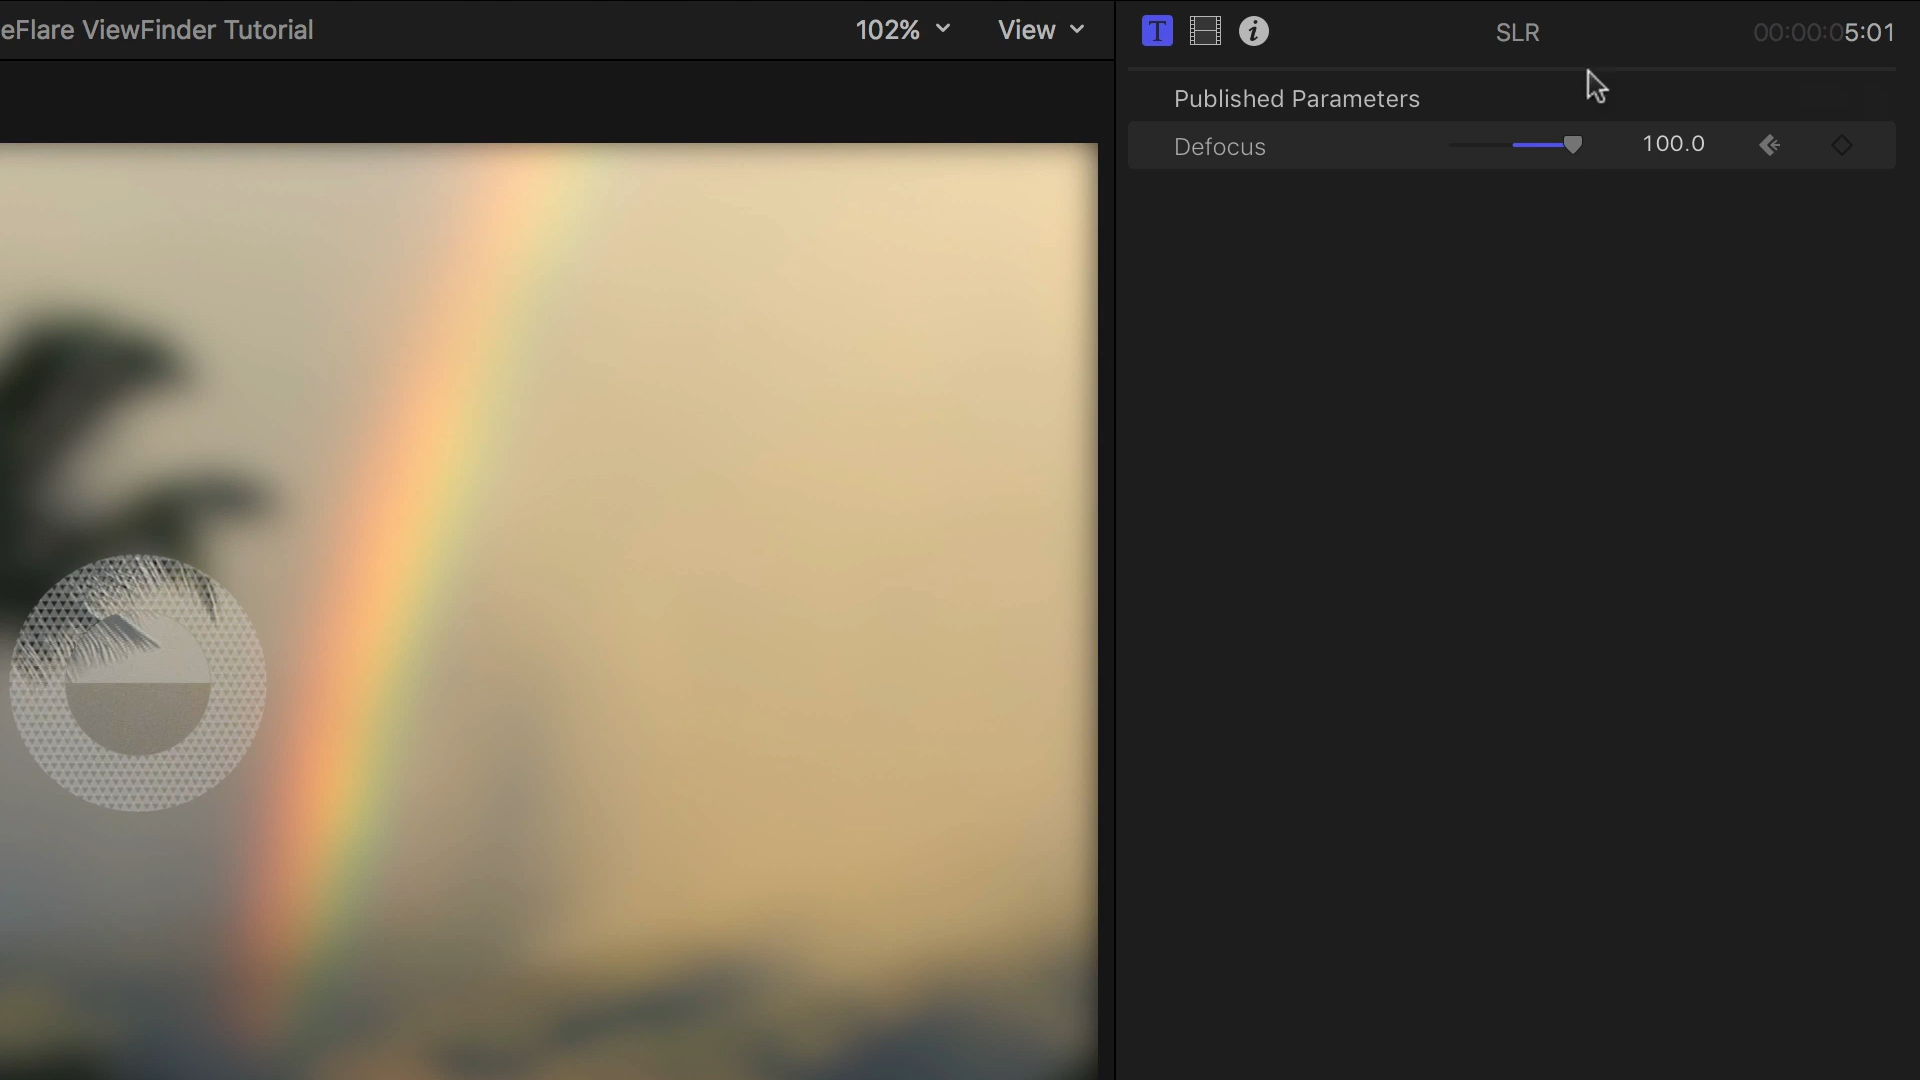 eFlare ViewFinder Tutorial
102%
View
T
i
SLR
00:00:05:01
Published Parameters
Defocus
100.0